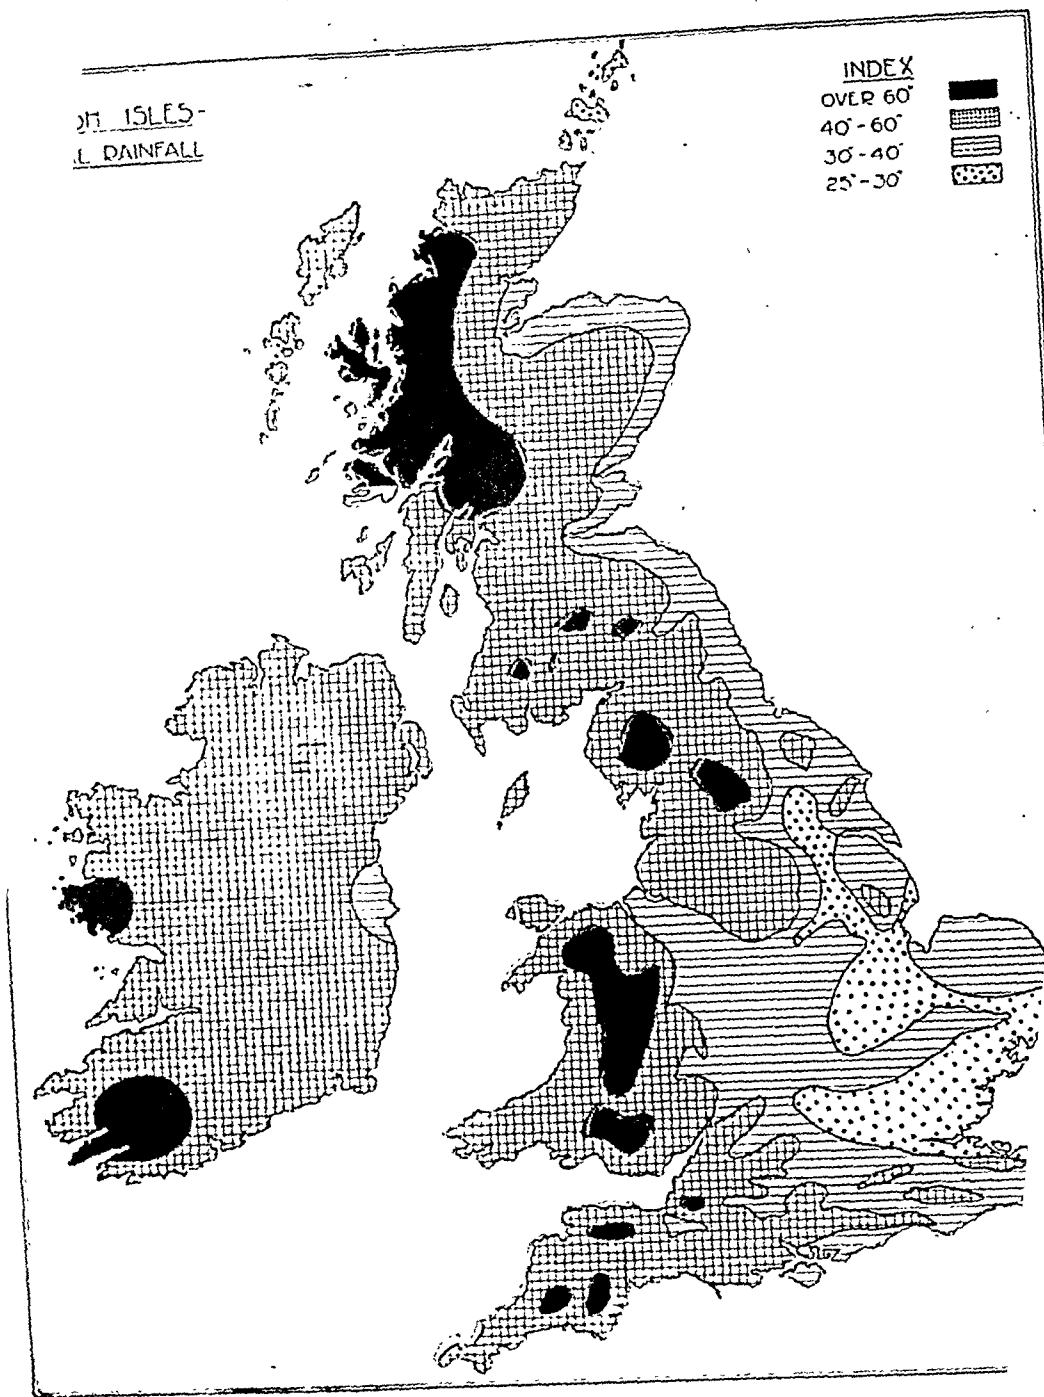 ISLES-
RAINFALL
INDEX
OVER 60"
40"-60"
30"-40"
25"-30"